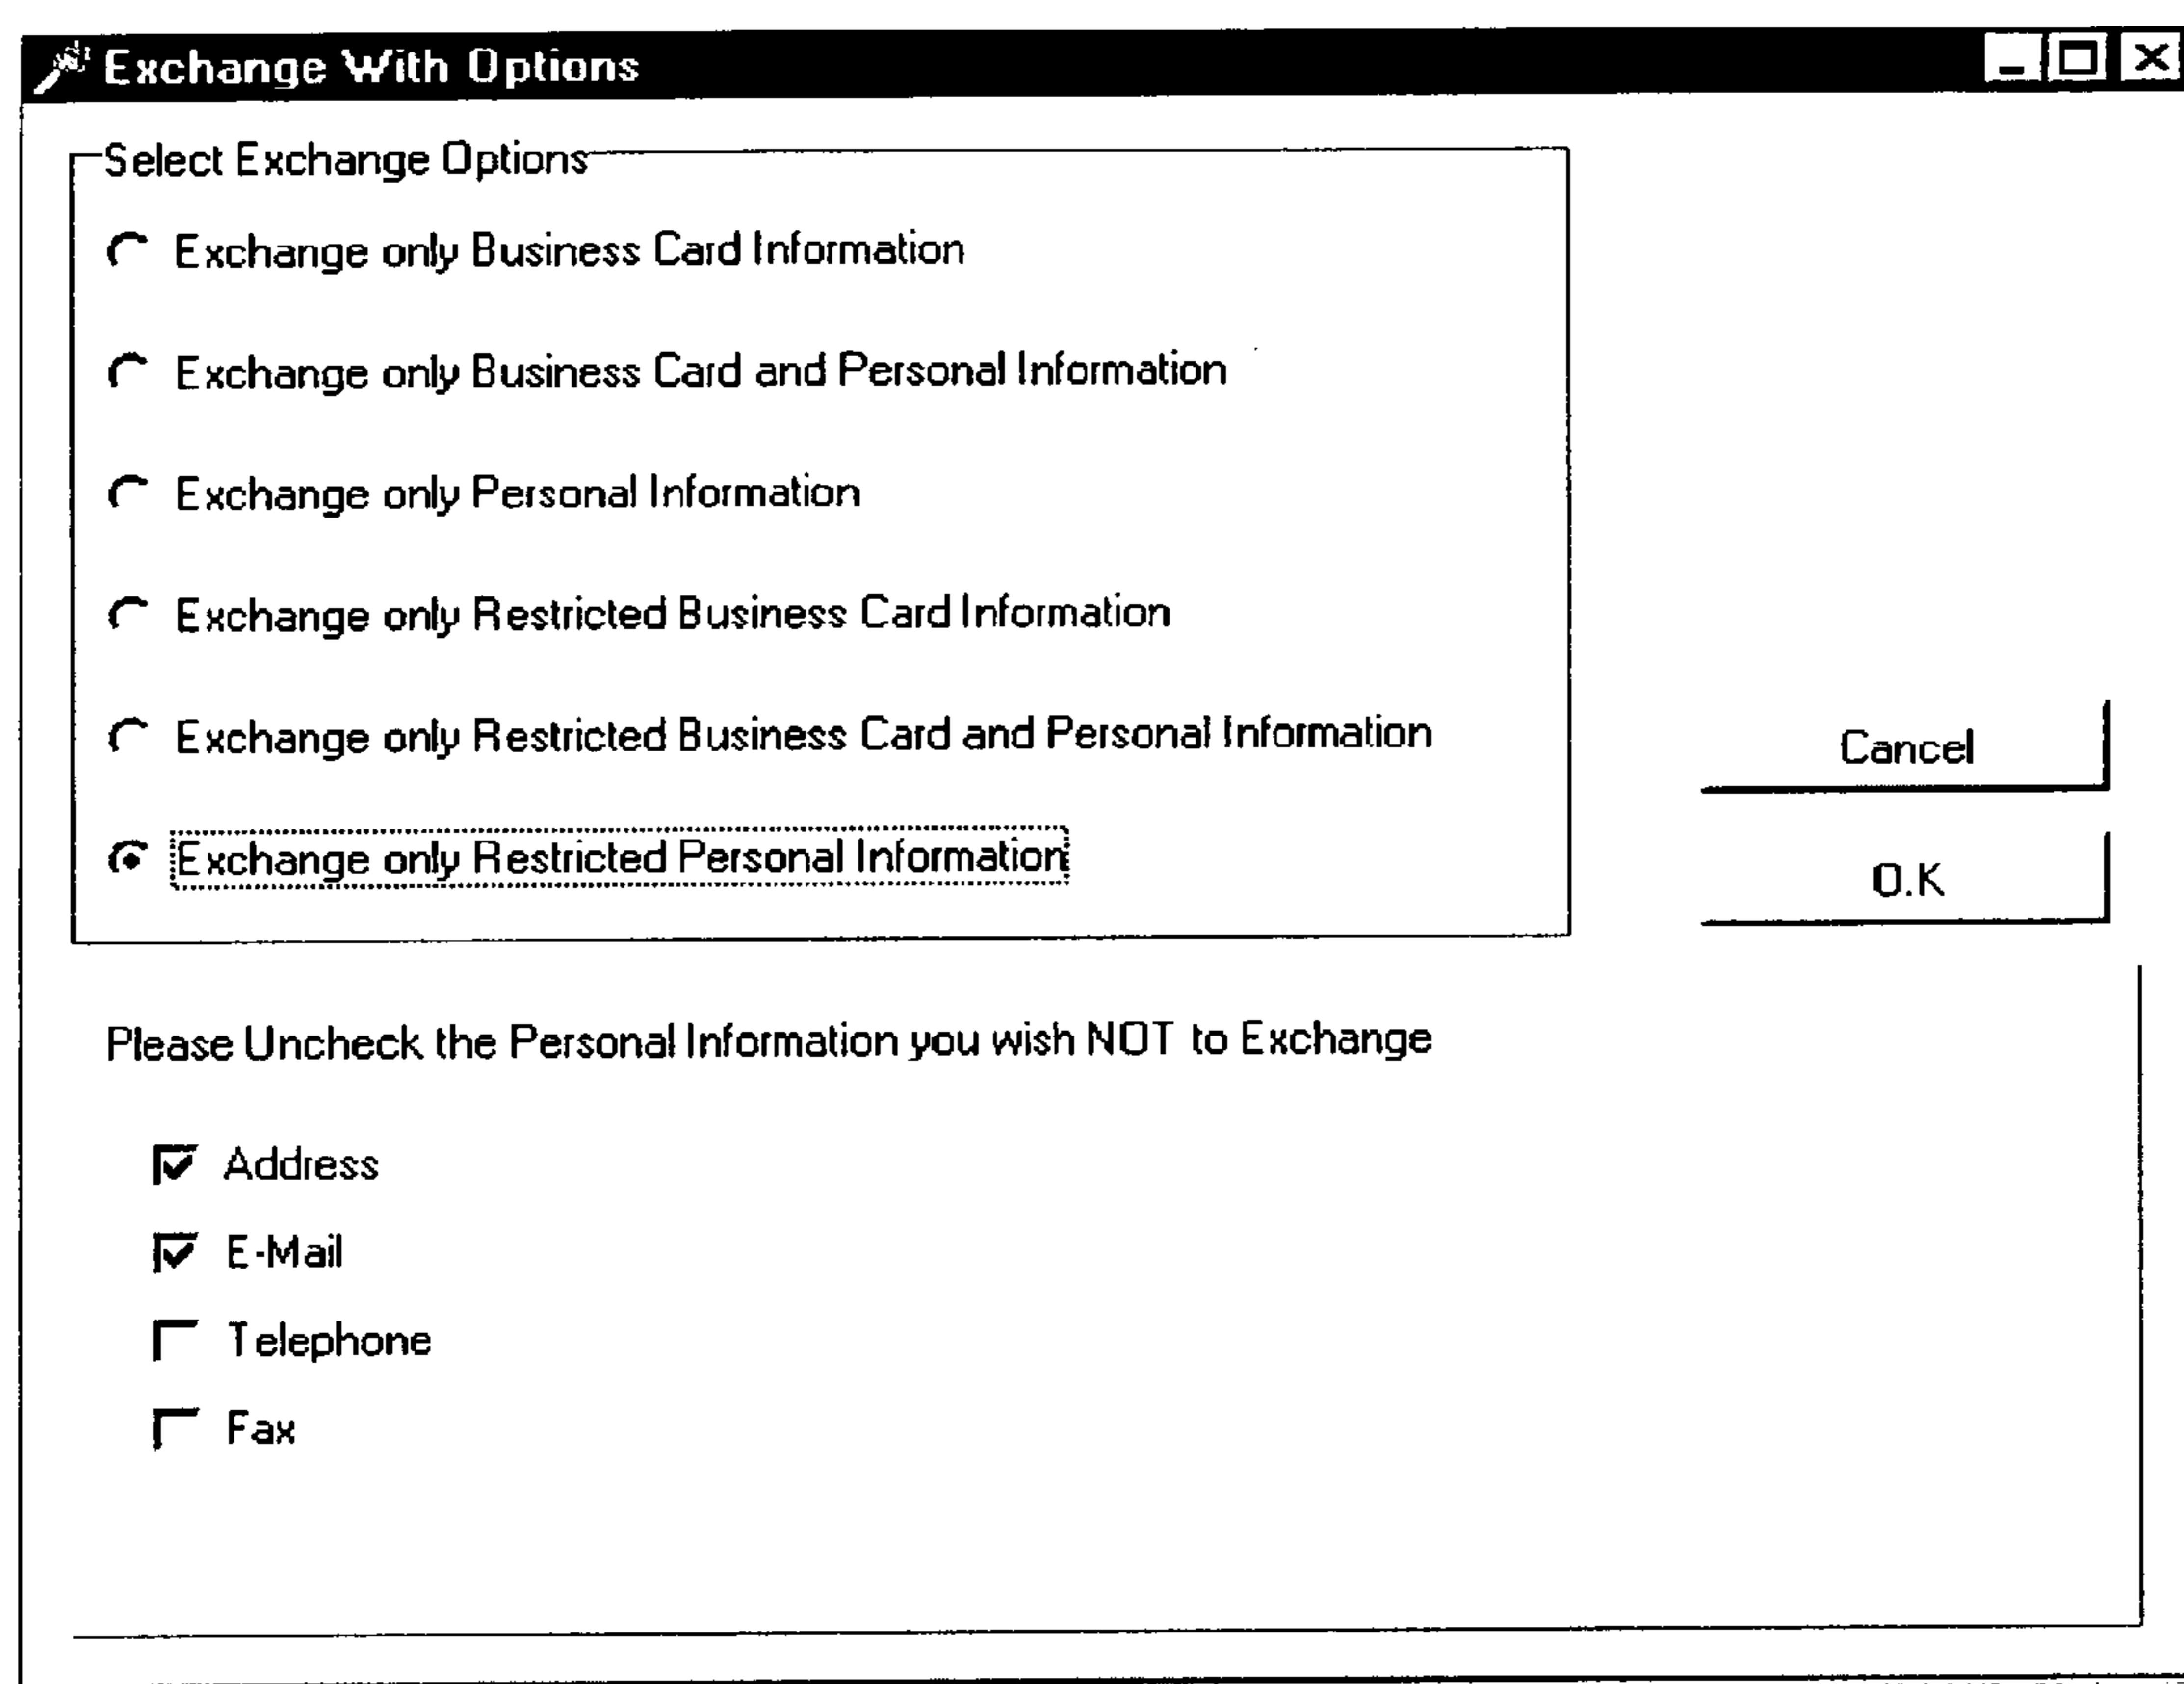 Exchange With Options
Select Exchange Options
Exchange only Business Card Information
Exchange only Business Card and Personal Information
Exchange only Personal Information
Exchange only Restricted Business Card Information
Exchange only Restricted Business Card and Personal Information
Exchange only Restricted Personal Information
Cancel
O.K
Please Uncheck the Personal Information you wish NOT to Exchange
Address
E-Mail
Telephone
Fax